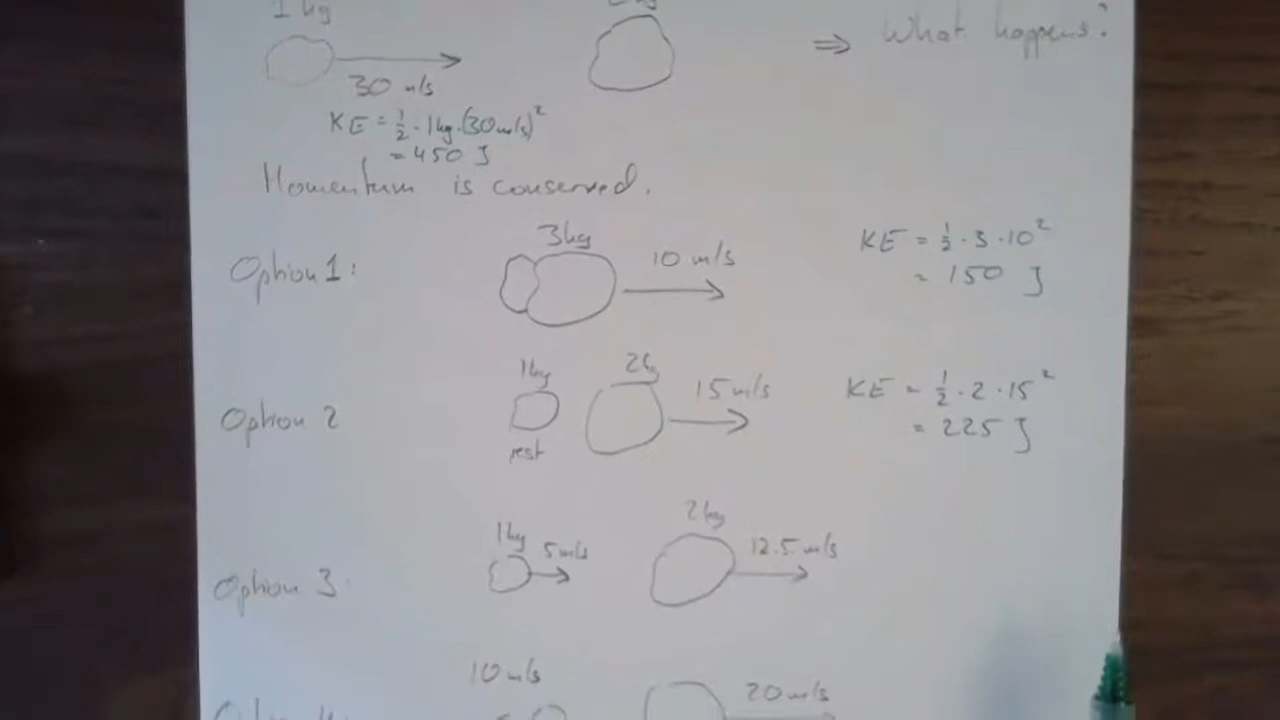 1 kg
30 m/s
⇒ What happens?
KE = ½ · 1kg · (30 m/s)²
= 450 J
Momentum is conserved.
Option 1:
3kg
10 m/s
KE = ½ · 3 · 10²
= 150 J
Option 2
1kg
rest
2kg
15 m/s
KE = ½ · 2 · 15²
= 225 J
Option 3
1kg
5 m/s
2kg
12.5 m/s
10 m/s
20 m/s